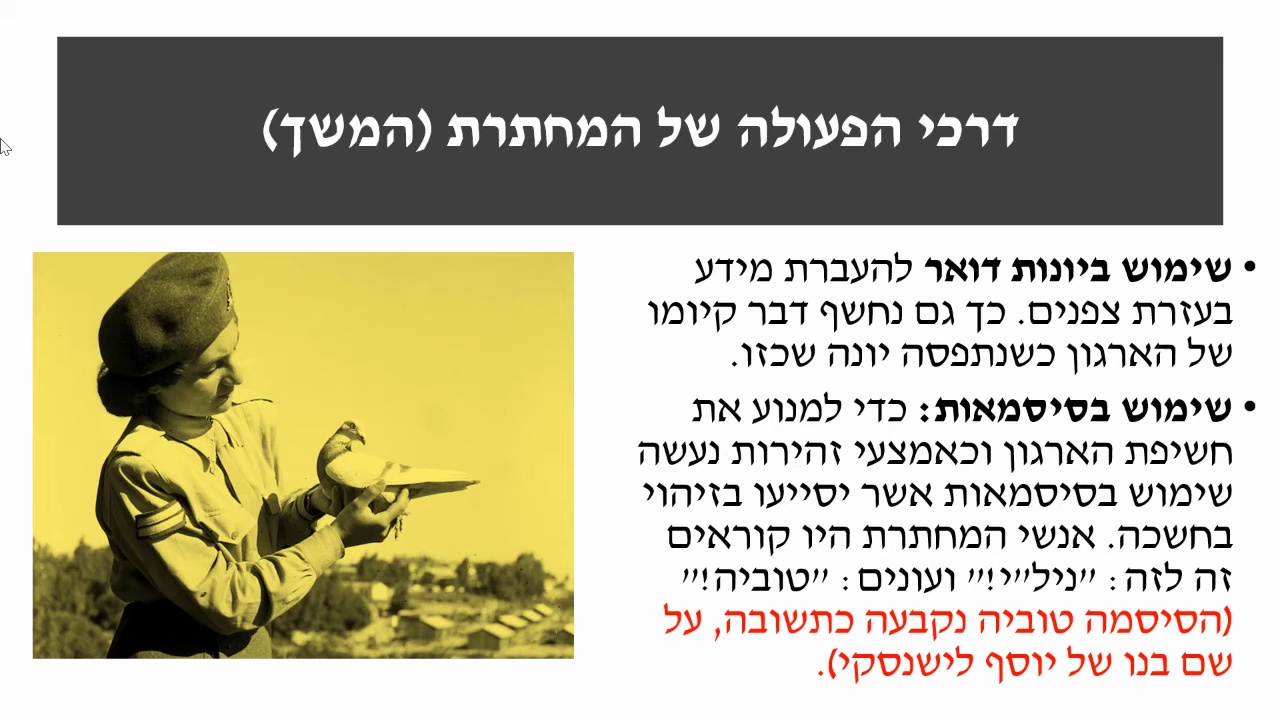 דרכי הפעולה של המחתרת (המשך)
• שימוש ביונות דואר להעברת מידע
בעזרת צפנים. כך גם נחשף דבר קיומו
של הארגון כשנתפסה יונה שכזו.
• שימוש בסיסמאות: כדי למנוע את
חשיפת הארגון וכאמצעי זהירות נעשה
שימוש בסיסמאות אשר יסייעו בזיהוי
בחשכה. אנשי המחתרת היו קוראים
זה לזה: "ניל"י!" ועונים: "טוביה!"
(הסיסמה טוביה נקבעה כתשובה, על
שם בנו של יוסף לישנסקי).